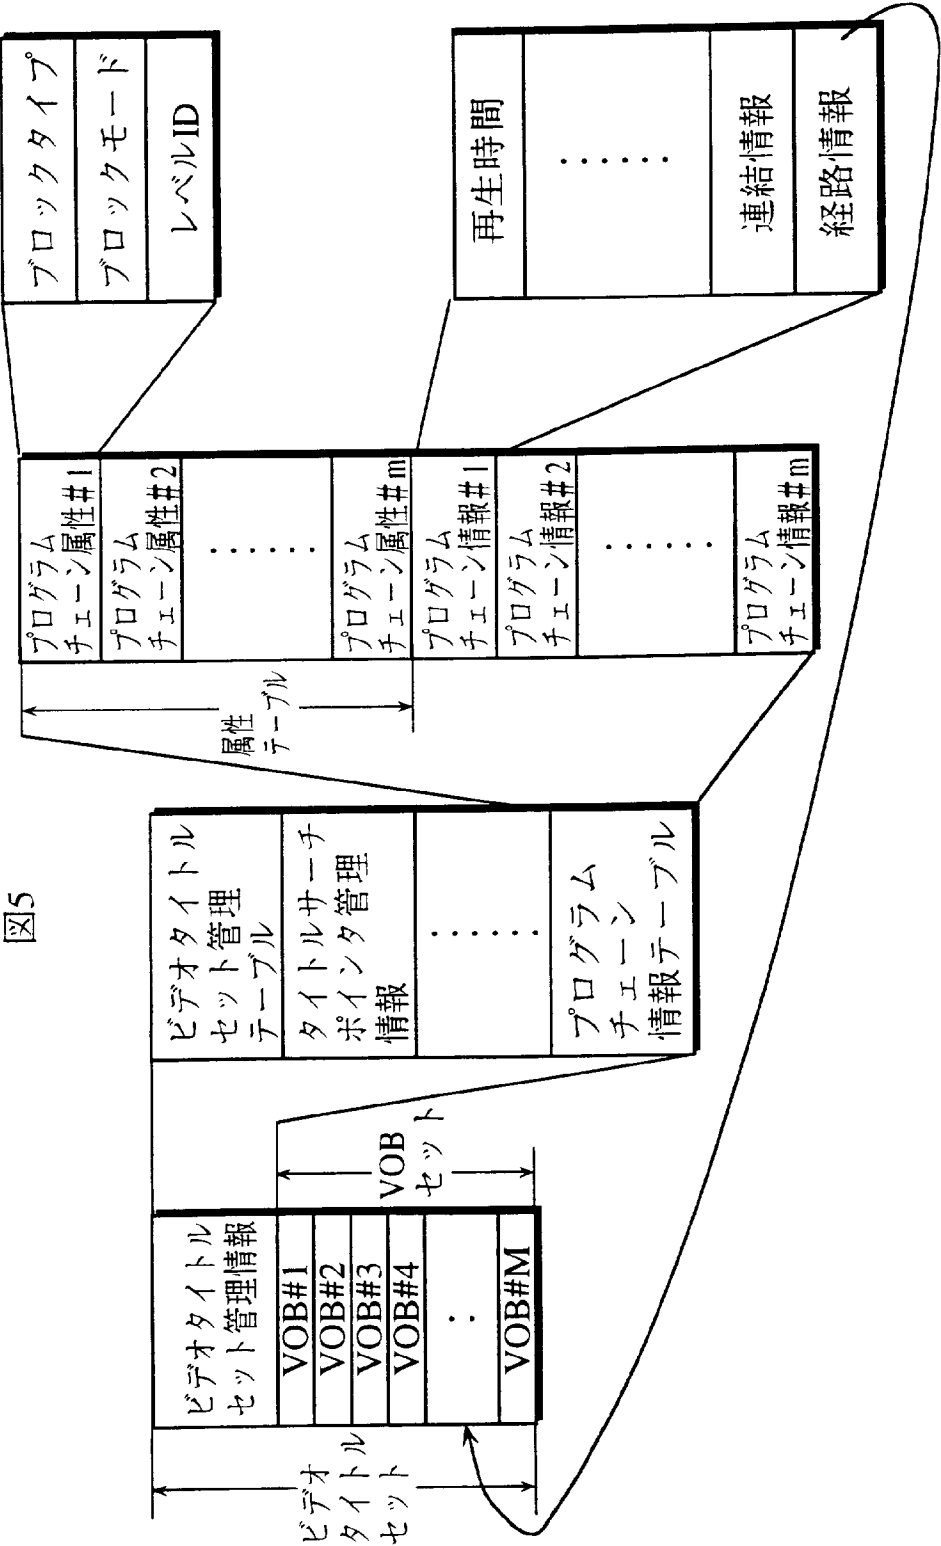 図5
ビデオ
タイトル
セット
ビデオタイトル
セット管理情報
VOB#1
VOB#2
VOB#3
VOB#4
:
VOB#M
VOB
セット
ビデオタイトル
セット管理
テーブル
タイトルサーチ
ポインタ管理
情報
・・・・・・
プログラム
チェーン
情報テーブル
属性
テーブル
プログラム
チェーン属性#1
プログラム
チェーン属性#2
・・・・・・
プログラム
チェーン属性#m
プログラム
チェーン情報#1
プログラム
チェーン情報#2
・・・・・・
プログラム
チェーン情報#m
ブロックタイプ
ブロックモード
レベルID
再生時間
・・・・・・
連結情報
経路情報